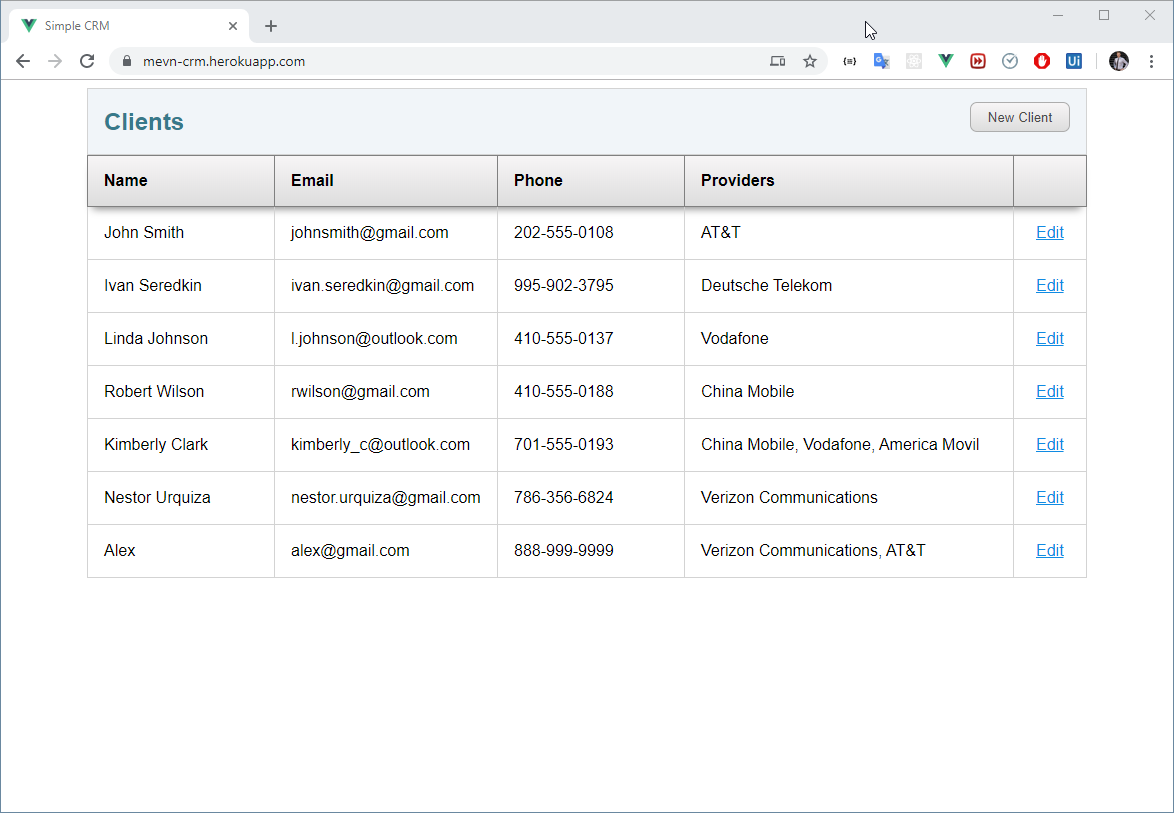 Simple CRM
mevn-crm.herokuapp.com
Ui
Clients
New Client
Name Email Phone Providers
John Smith johnsmith@gmail.com 202-555-0108 AT&T Edit
Ivan Seredkin ivan.seredkin@gmail.com 995-902-3795 Deutsche Telekom Edit
Linda Johnson l.johnson@outlook.com 410-555-0137 Vodafone Edit
Robert Wilson rwilson@gmail.com 410-555-0188 China Mobile Edit
Kimberly Clark kimberly_c@outlook.com 701-555-0193 China Mobile, Vodafone, America Movil Edit
Nestor Urquiza nestor.urquiza@gmail.com 786-356-6824 Verizon Communications Edit
Alex alex@gmail.com 888-999-9999 Verizon Communications, AT&T Edit